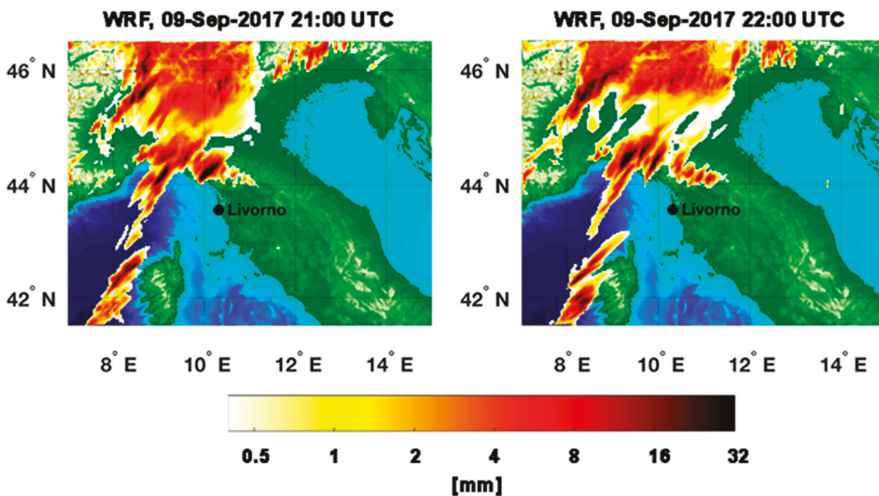 WRF, 09-Sep-2017 21:00 UTC
WRF, 09-Sep-2017 22:00 UTC
46° N
44° N
42° N
Livorno
8° E
10° E
12° E
14° E
46° N
44° N
42° N
Livorno
8° E
10° E
12° E
14° E
0.5 1 2 4 8 16 32
[mm]